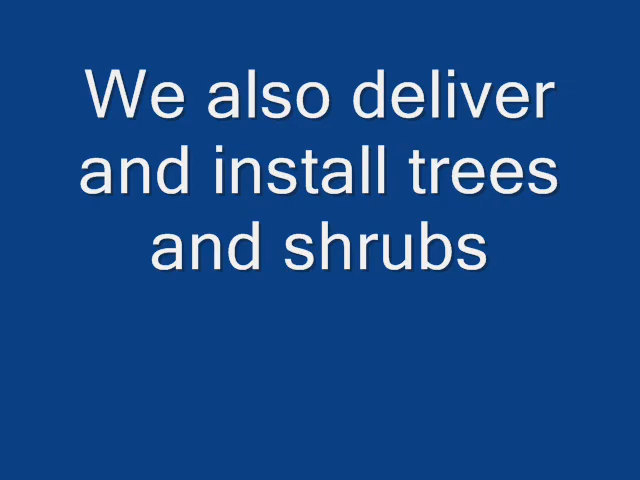 We also deliver
and install trees
and shrubs